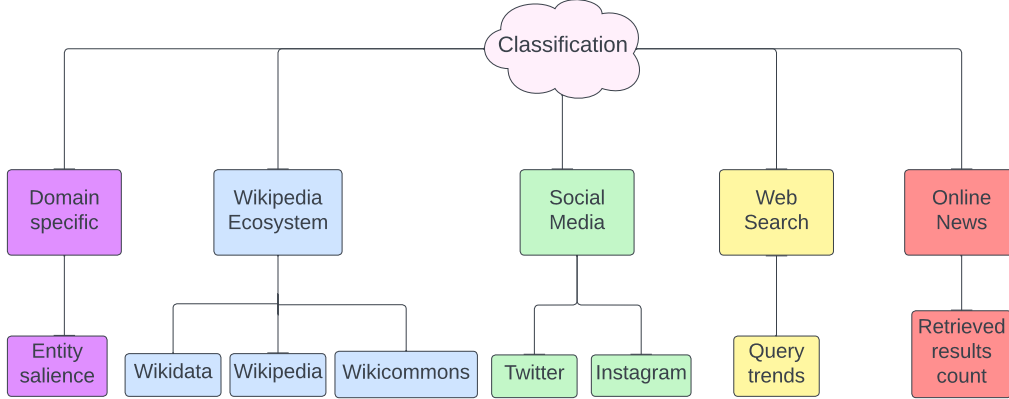 Classification
Domain
specific
Wikipedia
Ecosystem
Social
Media
Web
Search
Online
News
Entity
salience
Wikidata
Wikipedia
Wikicommons
Twitter
Instagram
Query
trends
Retrieved
results
count